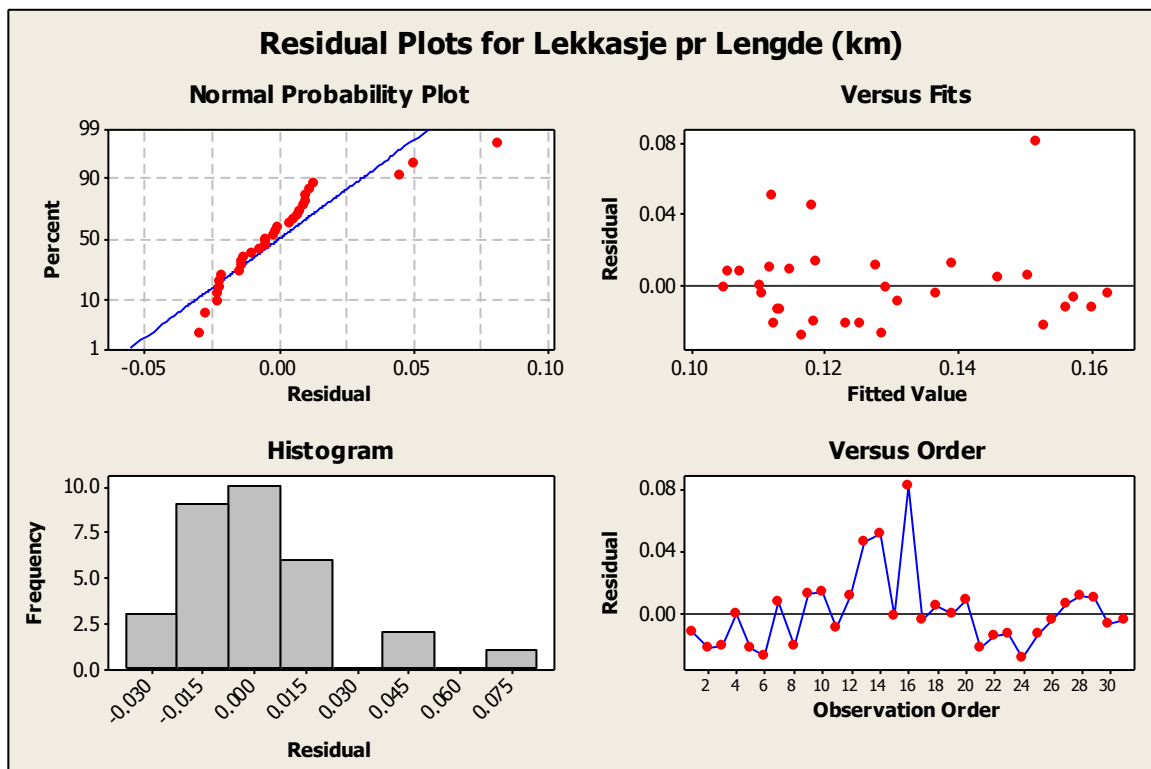 Residual Plots for Lekkasje pr Lengde (km)
Normal Probability Plot
99
90
50
10
1
Percent
-0.05 0.00 0.05 0.10
Residual
Versus Fits
0.08
0.04
0.00
Residual
0.10 0.12 0.14 0.16
Fitted Value
Histogram
10.0
7.5
5.0
2.5
0.0
Frequency
-0.030 -0.015 0.000 0.015 0.030 0.045 0.060 0.075
Residual
Versus Order
0.08
0.04
0.00
Residual
2 4 6 8 10 12 14 16 18 20 22 24 26 28 30
Observation Order